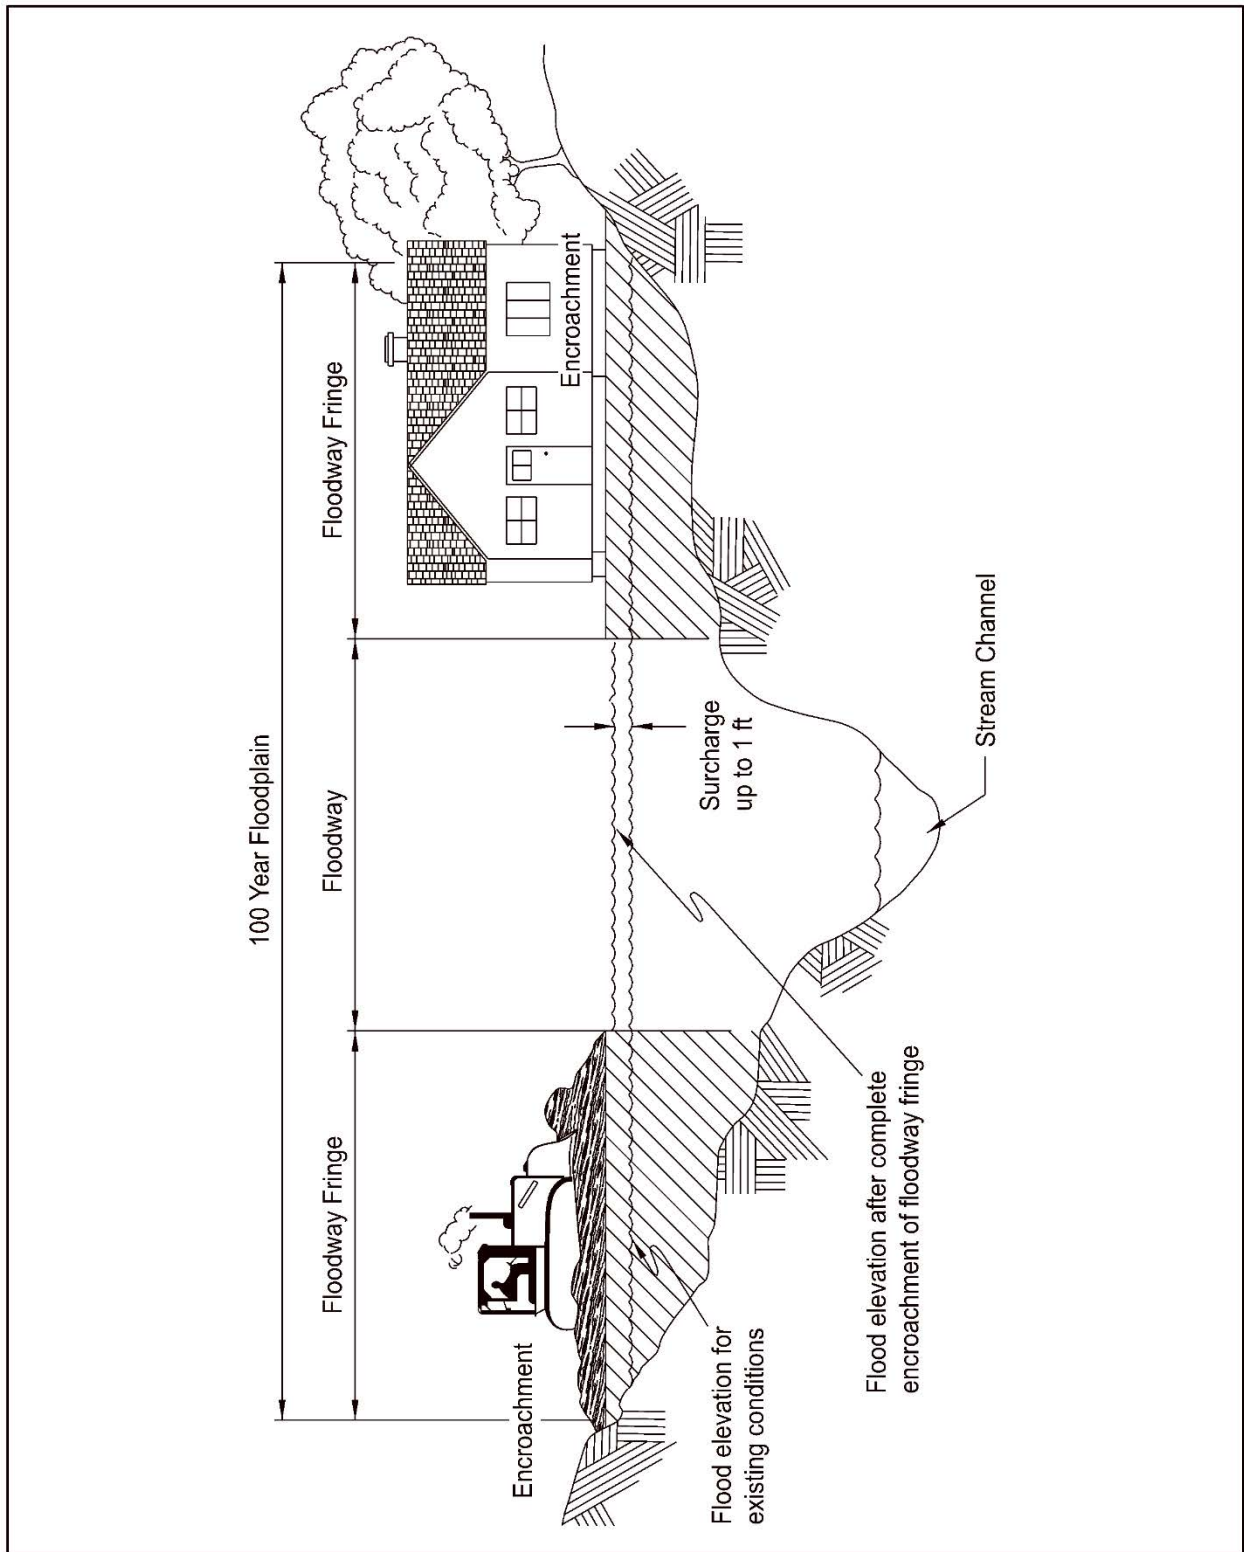 100 Year Floodplain
Floodway Fringe
Floodway
Floodway Fringe
Encroachment
Encroachment
Surcharge
up to 1 ft
Flood elevation for
existing conditions
Flood elevation after complete
encroachment of floodway fringe
Stream Channel